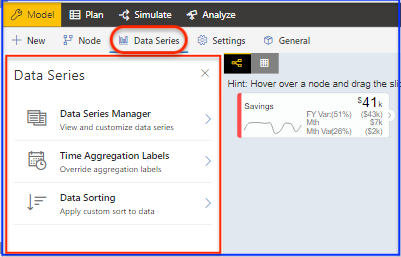 Model Plan Simulate Analyze
New Node Data Series Settings General
Data Series
Data Series Manager
View and customize data series
Time Aggregation Labels
Override aggregation labels
Data Sorting
Apply custom sort to data
Hint: Hover over a node and drag the sli
Savings
$41k
FY Var:(51%) ($43k)
Mth $7k
Mth Var(26%) ($2k)